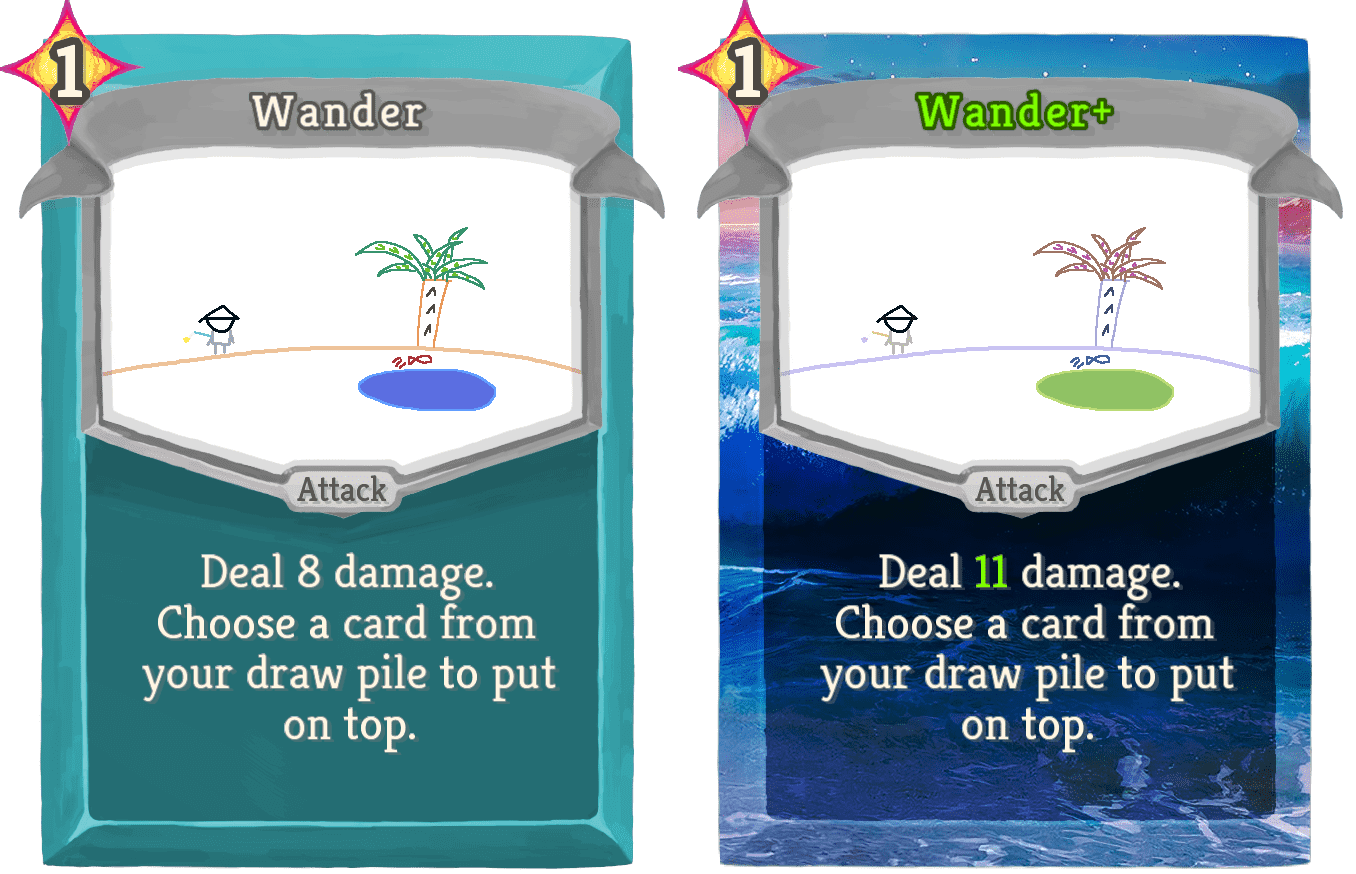 1
Wander
Attack
Deal 8 damage.
Choose a card from
your draw pile to put
on top.
1
Wander+
Attack
Deal 11 damage.
Choose a card from
your draw pile to put
on top.